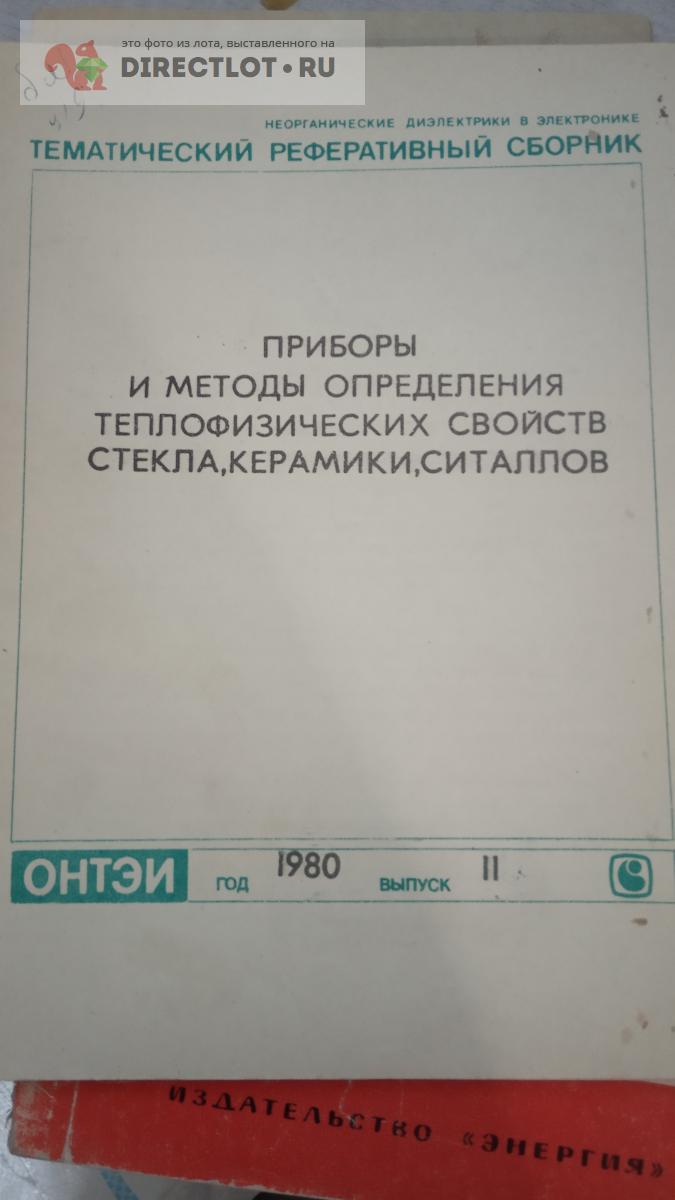 это фото из лота, выставленного на
DIRECTLOT.RU
НЕОРГАНИЧЕСКИЕ ДИЭЛЕКТРИКИ В ЭЛЕКТРОНИКЕ
ТЕМАТИЧЕСКИЙ РЕФЕРАТИВНЫЙ СБОРНИК
ПРИБОРЫ
И МЕТОДЫ ОПРЕДЕЛЕНИЯ
ТЕПЛОФИЗИЧЕСКИХ СВОЙСТВ
СТЕКЛА,КЕРАМИКИ,СИТАЛЛОВ
ОНТЭИ ГОД 1980 ВЫПУСК 11
ИЗДАТЕЛЬСТВО «ЭНЕРГИЯ»